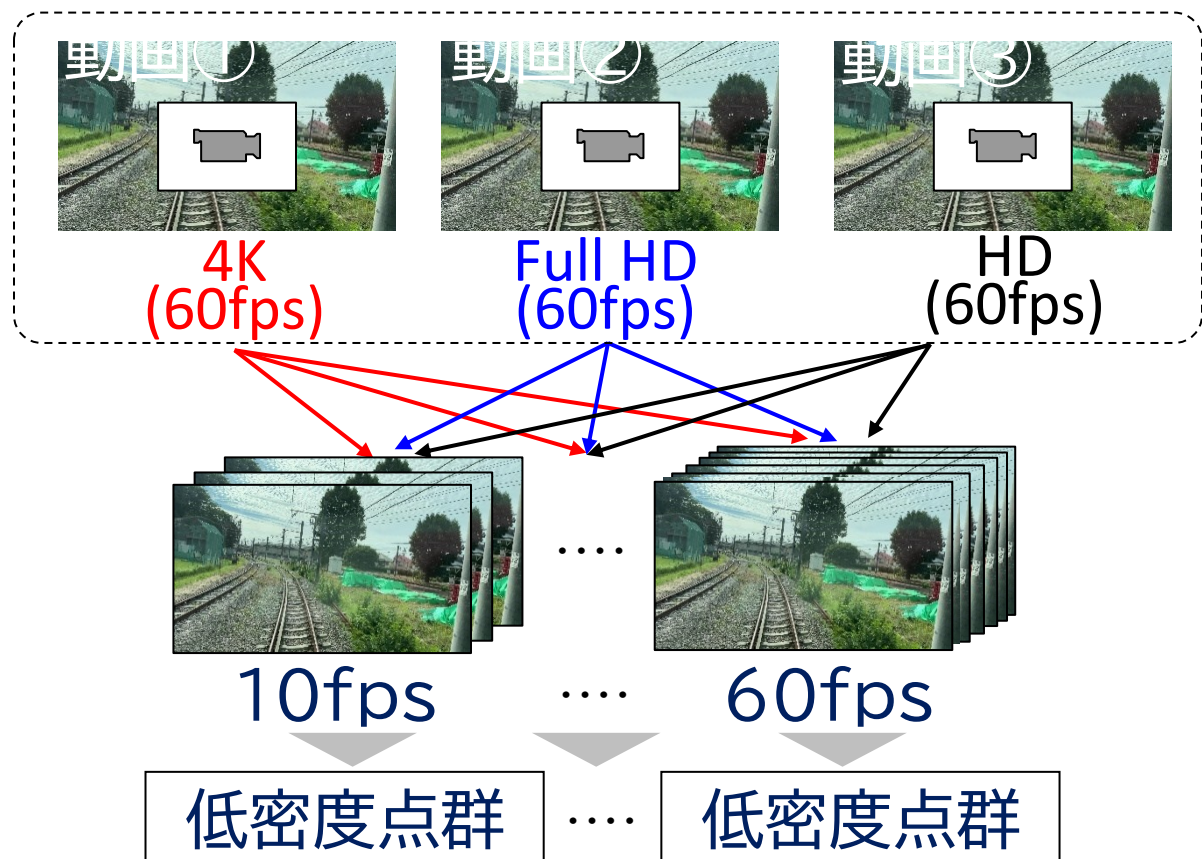 動画①
動画②
動画③
4K
(60fps)
Full HD
(60fps)
HD
(60fps)
....
10fps
....
60fps
低密度点群
....
低密度点群